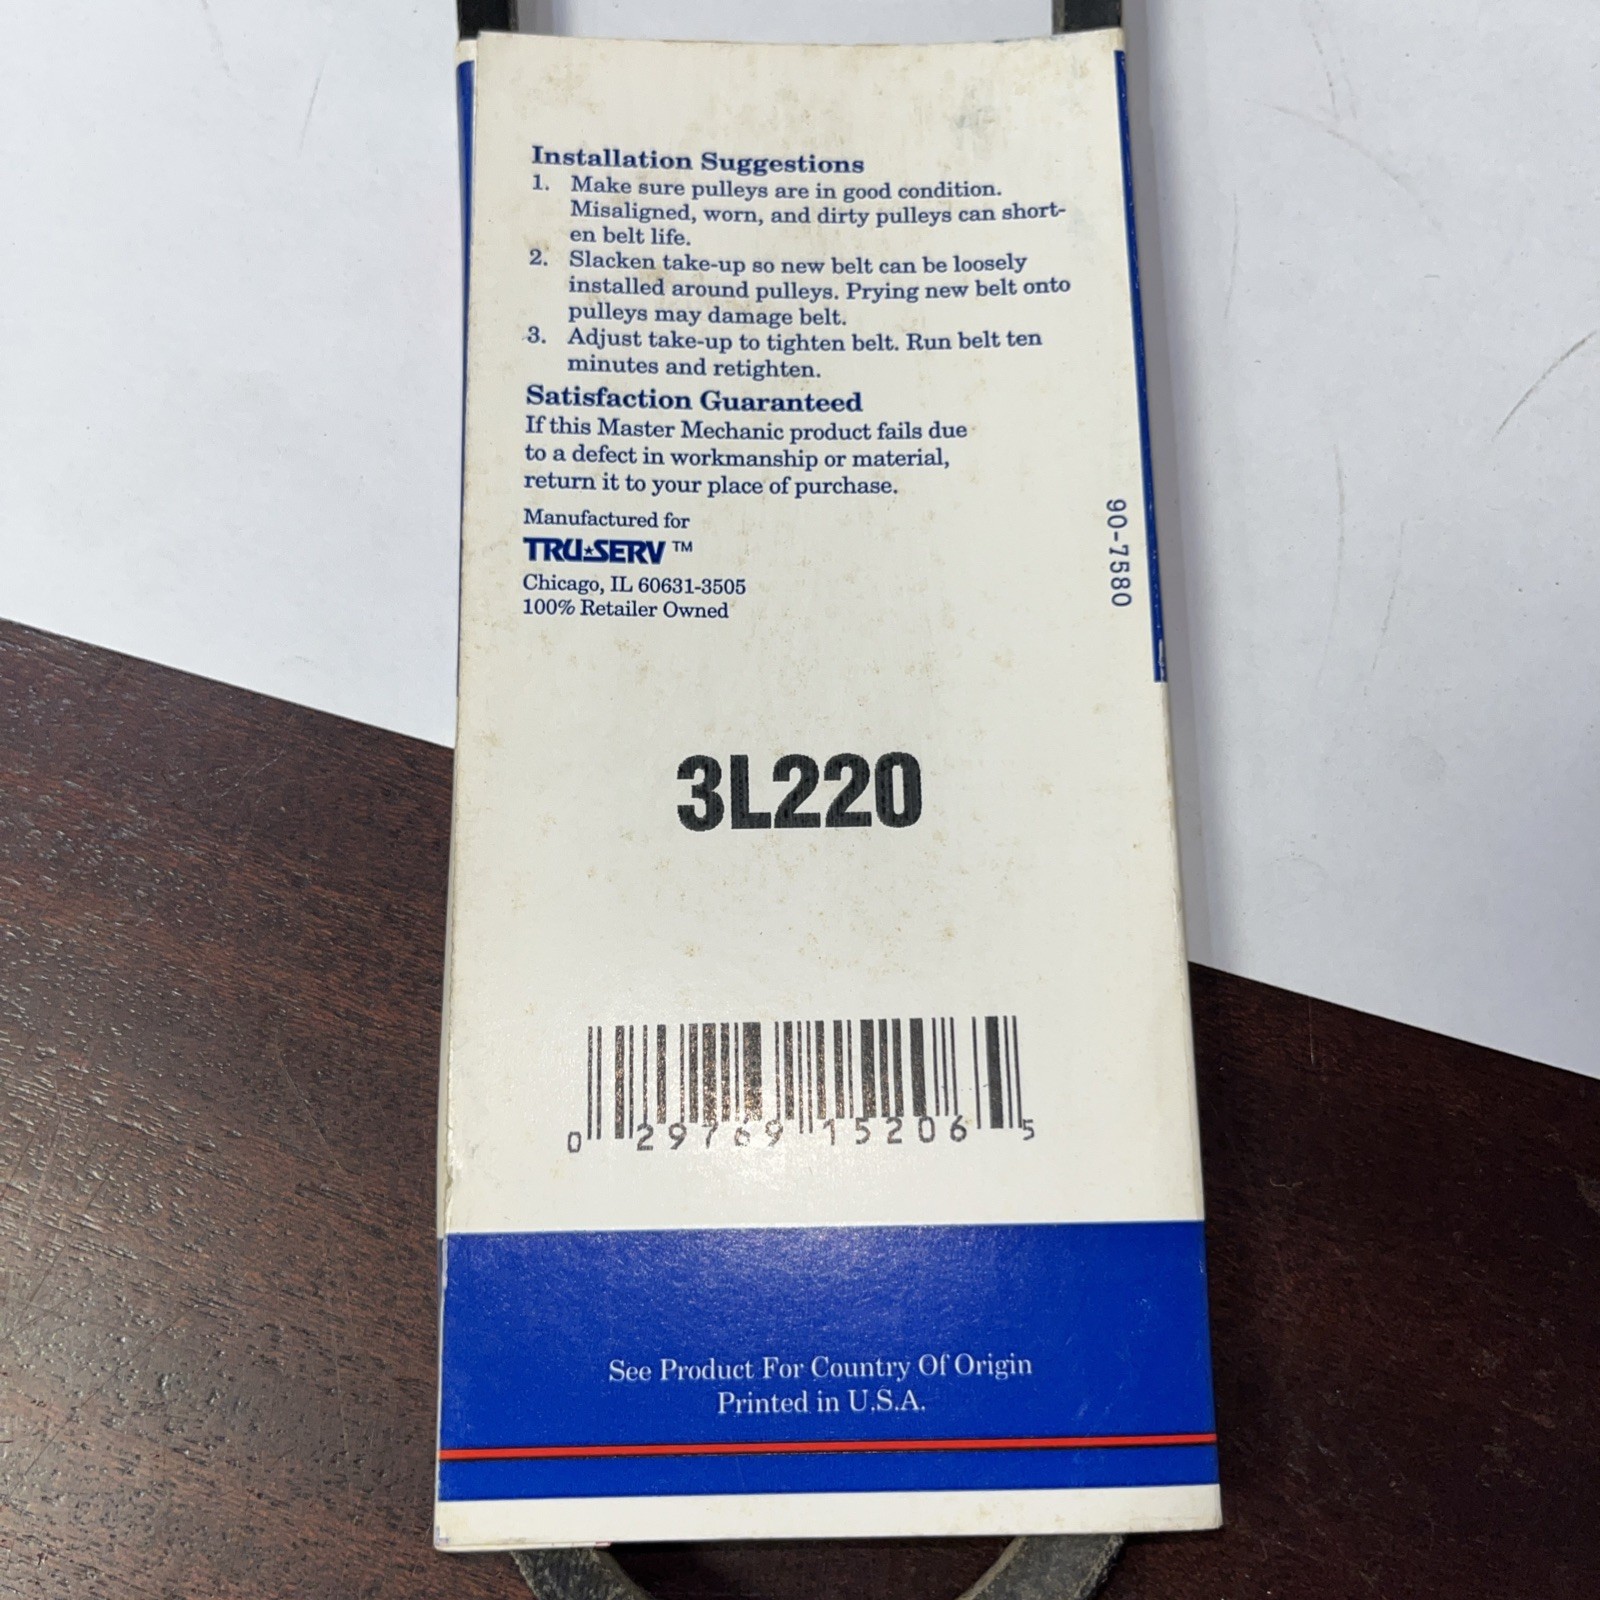 Installation Suggestions
1. Make sure pulleys are in good condition.
Misaligned, worn, and dirty pulleys can short-
en belt life.
2. Slacken take-up so new belt can be loosely
installed around pulleys. Prying new belt onto
pulleys may damage belt.
3. Adjust take-up to tighten belt. Run belt ten
minutes and retighten.
Satisfaction Guaranteed
If this Master Mechanic product fails due
to a defect in workmanship or material,
return it to your place of purchase.
Manufactured for
TRU★SERV™
Chicago, IL 60631-3505
100% Retailer Owned
90-7580
3L220
0 29769 15206 5
See Product For Country Of Origin
Printed in U.S.A.